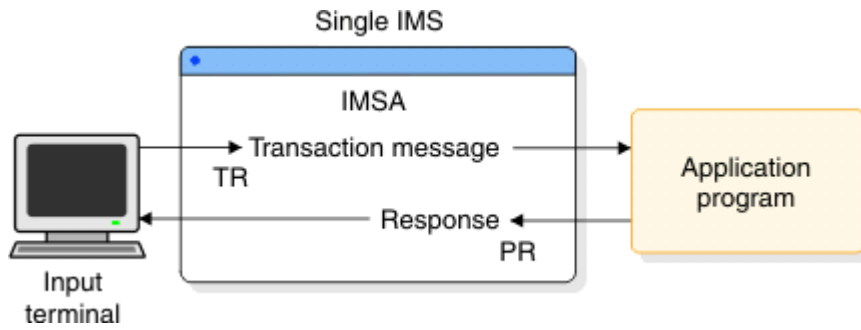 Single IMS
IMSA
Transaction message
TR
Application
program
Response
PR
Input
terminal